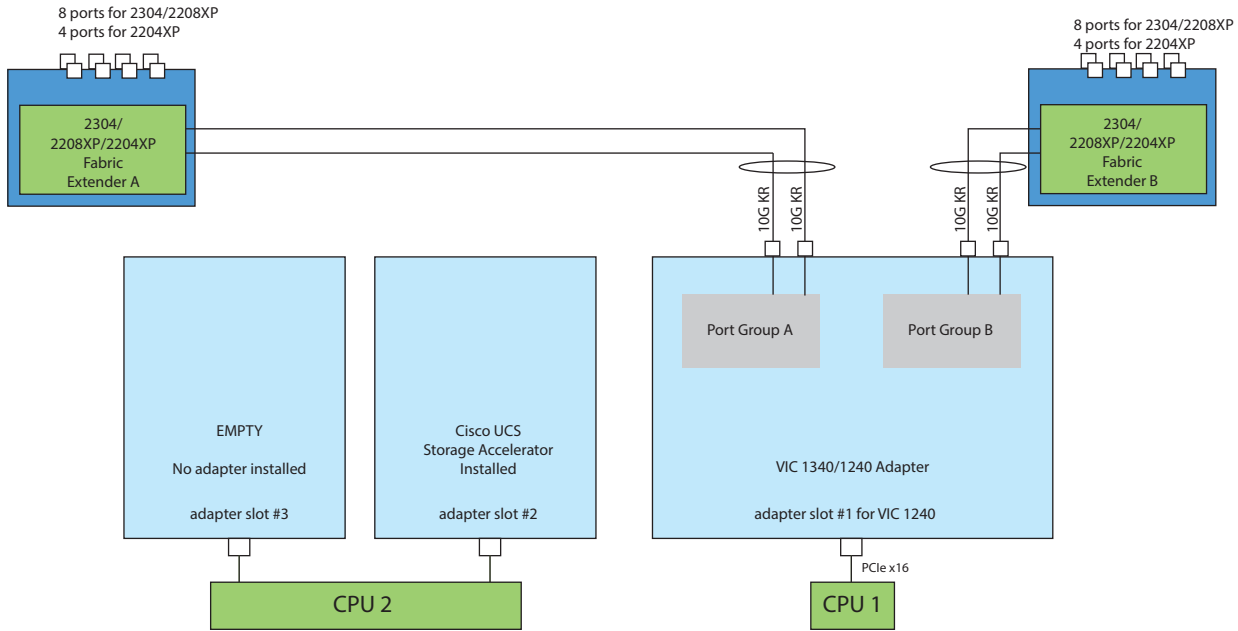 8 ports for 2304/2208XP
4 ports for 2204XP
8 ports for 2304/2208XP
4 ports for 2204XP
2304/
2208XP/2204XP
Fabric
Extender A
2304/
2208XP/2204XP
Fabric
Extender B
10G KR
10G KR
10G KR
10G KR
Port Group A
Port Group B
EMPTY
No adapter installed
adapter slot #3
Cisco UCS
Storage Accelerator
Installed
adapter slot #2
VIC 1340/1240 Adapter
adapter slot #1 for VIC 1240
PCIe x16
CPU 2
CPU 1